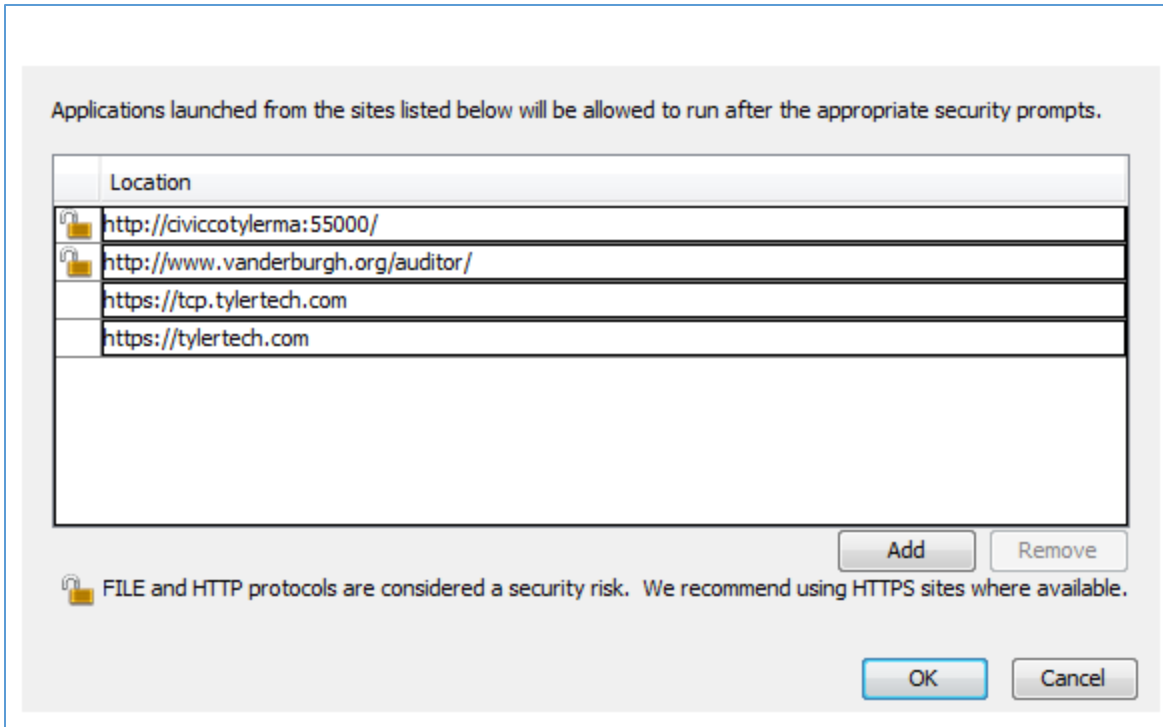 Applications launched from the sites listed below will be allowed to run after the appropriate security prompts.
Location
http://civiccotylerma:55000/
http://www.vanderburgh.org/auditor/
https://tcp.tylertech.com
https://tylertech.com
Add Remove
FILE and HTTP protocols are considered a security risk.  We recommend using HTTPS sites where available.
OK Cancel